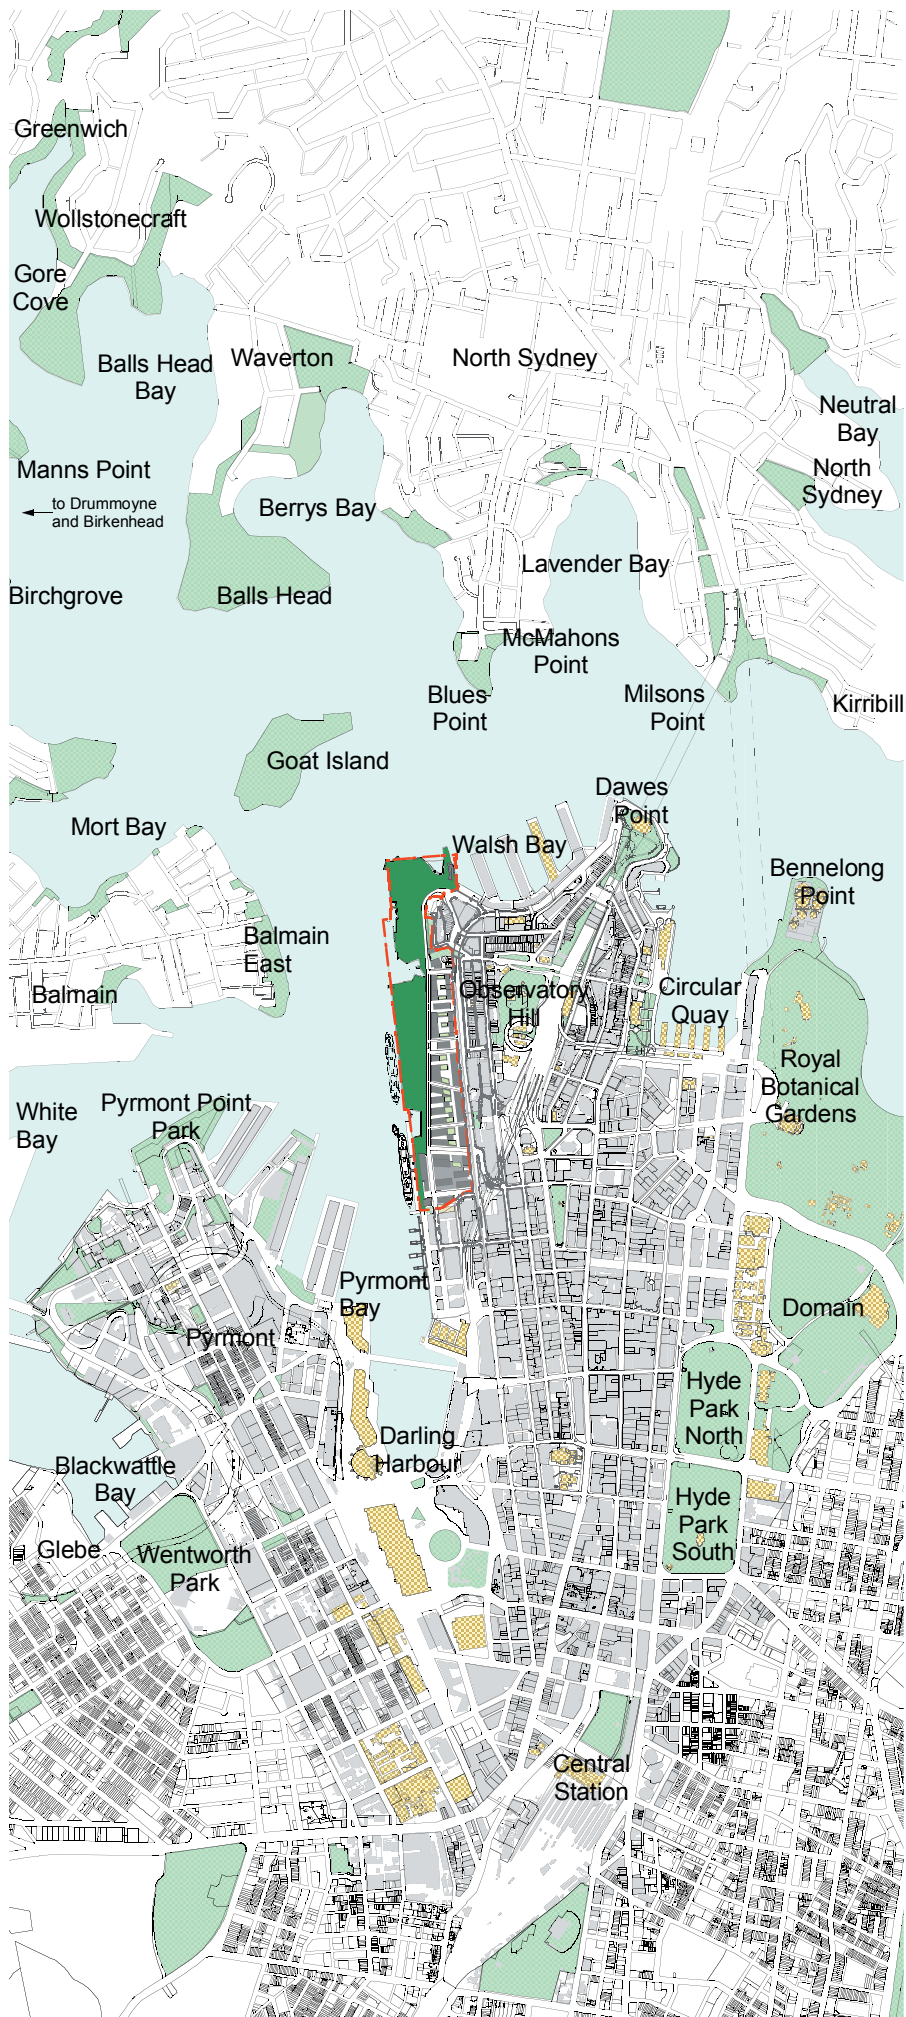 Greenwich
Wollstonecraft
Gore
Cove
Balls Head
Bay
Waverton
North Sydney
Neutral
Bay
Manns Point
North
Sydney
to Drummoyne
and Birkenhead
Berrys Bay
Lavender Bay
Birchgrove
Balls Head
McMahons
Point
Blues
Point
Milsons
Point
Kirribill
Goat Island
Dawes
Point
Mort Bay
Walsh Bay
Bennelong
Point
Balmain
East
Balmain
Observatory
Hill
Circular
Quay
Royal
Botanical
Gardens
White
Bay
Pyrmont Point
Park
Pyrmont
Bay
Domain
Pyrmont
Hyde
Park
North
Darling
Harbour
Blackwattle
Bay
Hyde
Park
South
Glebe
Wentworth
Park
Central
Station